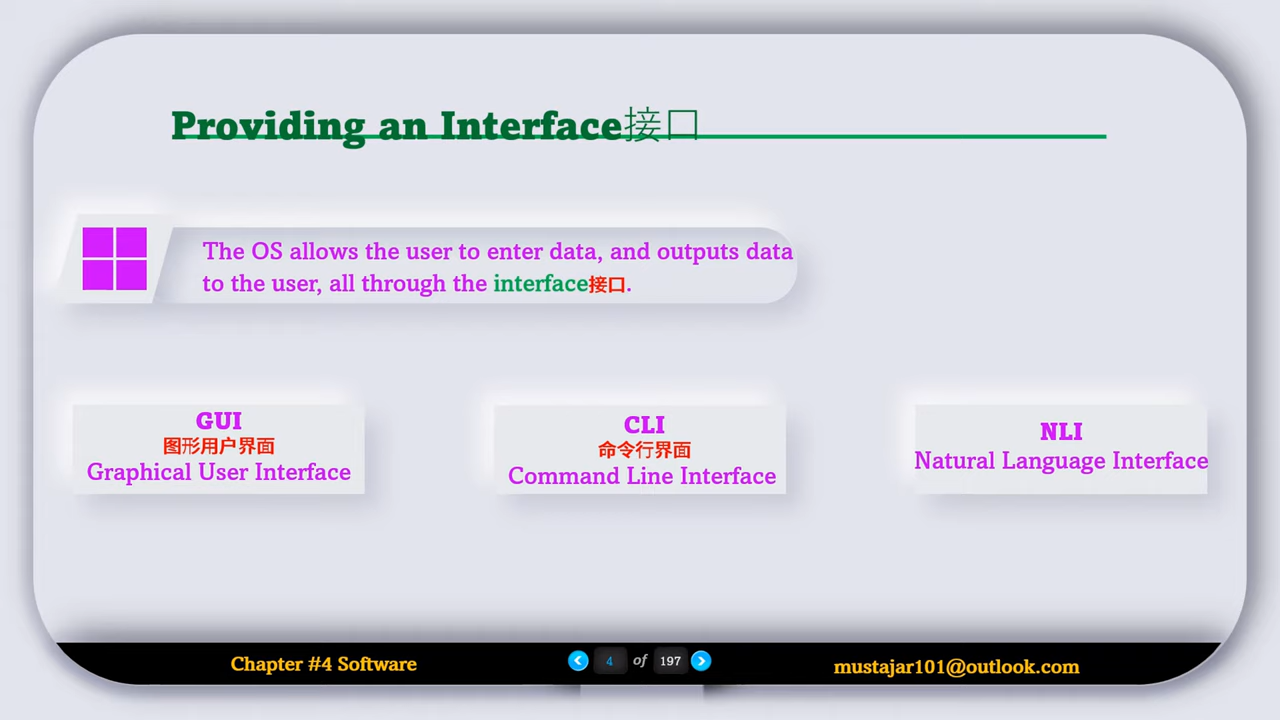 Providing an Interface接口
The OS allows the user to enter data, and outputs data
to the user, all through the interface接口.
GUI
图形用户界面
Graphical User Interface
CLI
命令行界面
Command Line Interface
NLI
Natural Language Interface
Chapter #4 Software
4 of 197
mustajar101@outlook.com